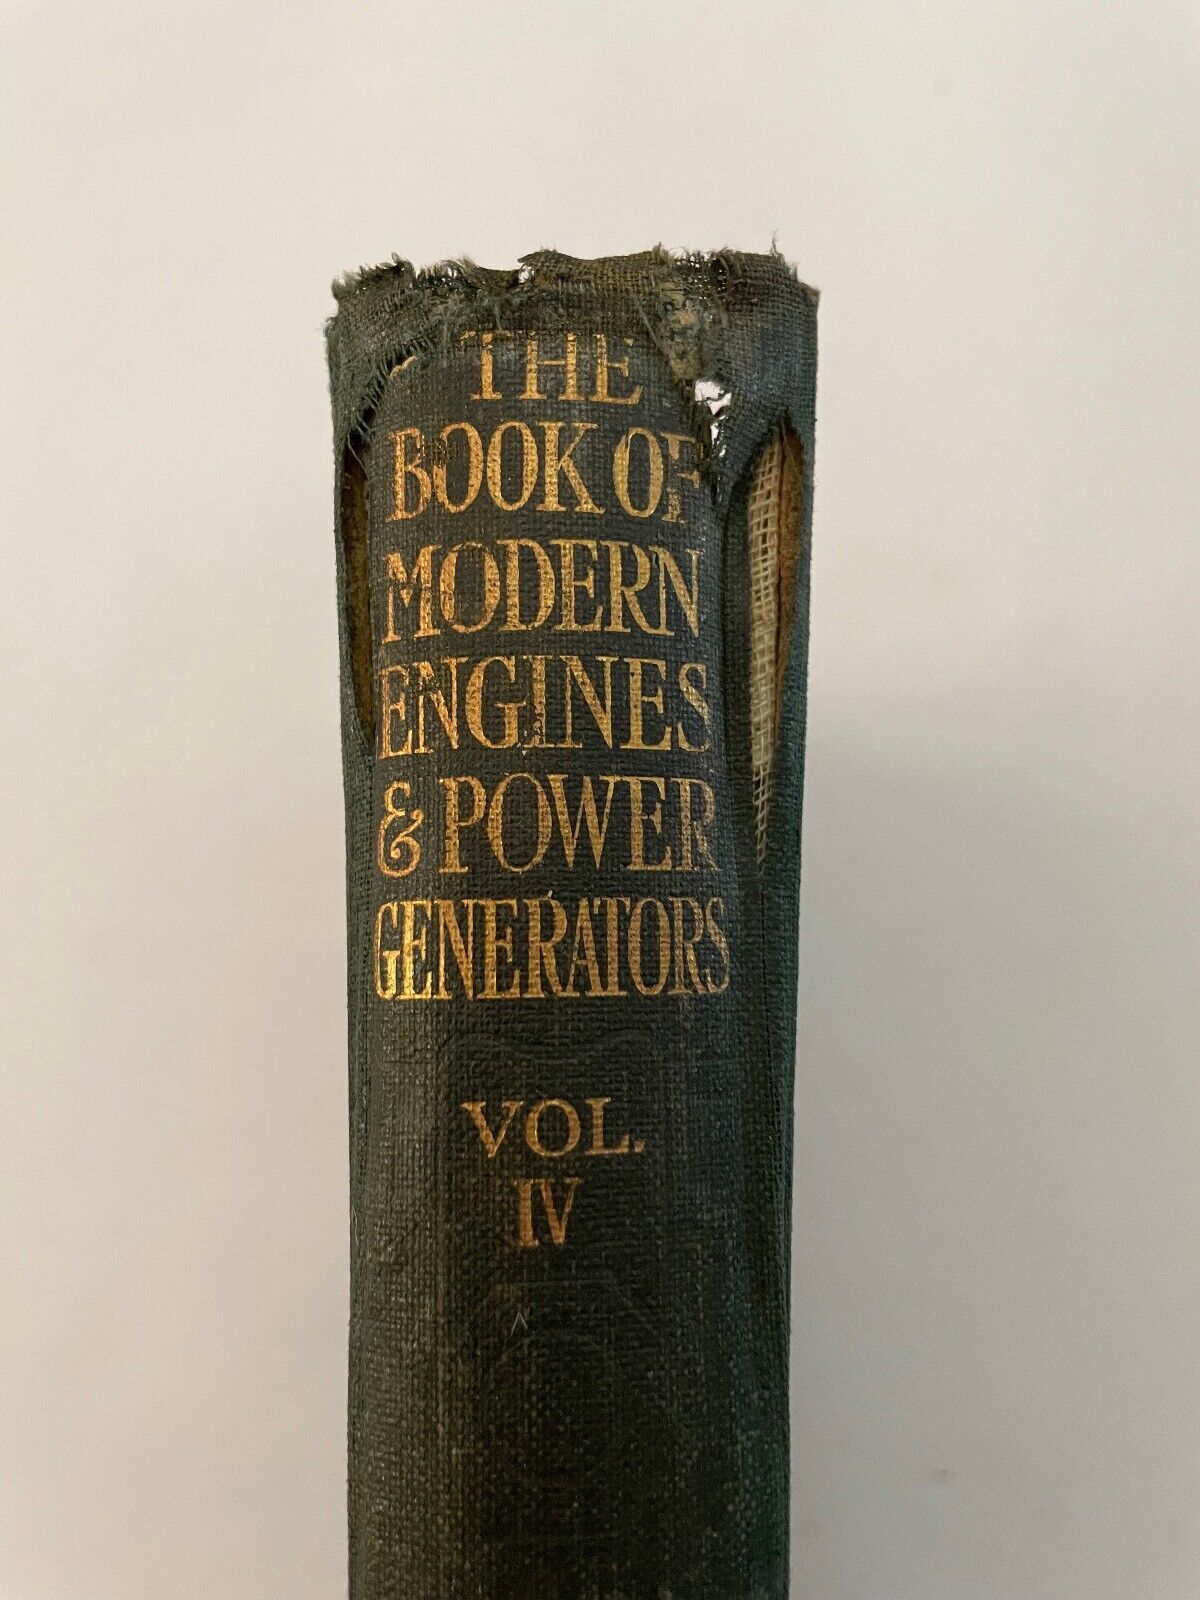 THE
BOOK OF
MODERN
ENGINES
& POWER
GENERATORS
VOL.
IV